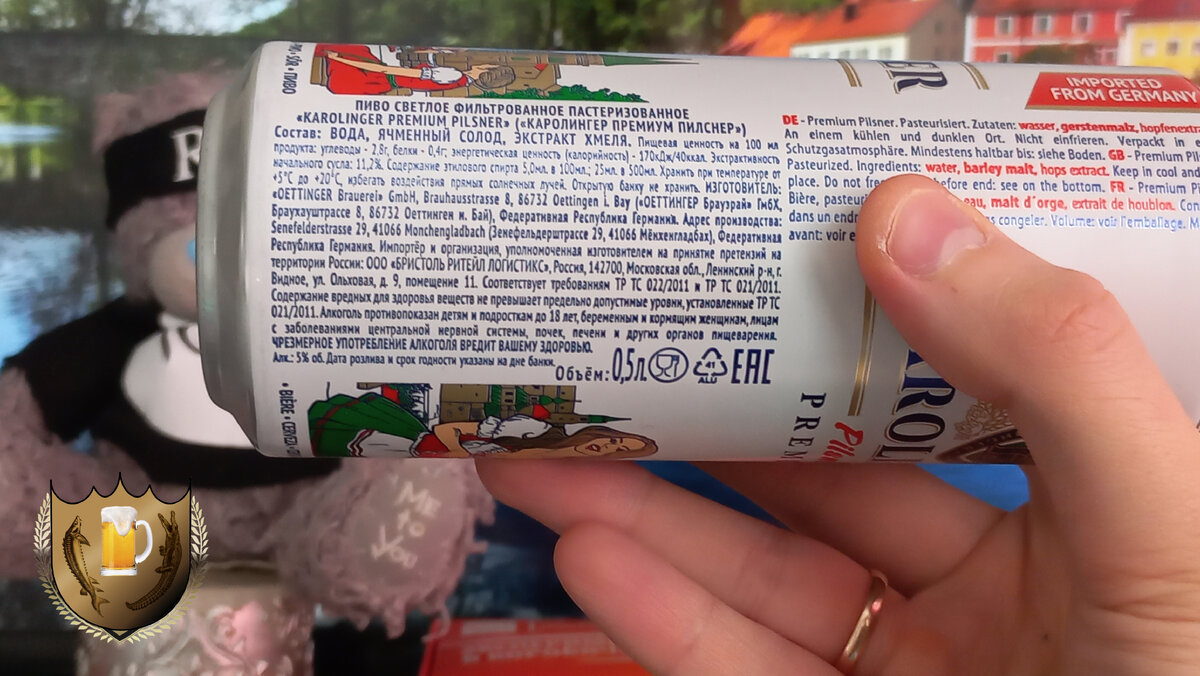 ПИВО СВЕТЛОЕ ФИЛЬТРОВАННОЕ ПАСТЕРИЗОВАННОЕ
«KAROLINGER PREMIUM PILSNER» («КАРОЛИНГЕР ПРЕМИУМ ПИЛСНЕР»)
Состав: ВОДА, ЯЧМЕННЫЙ СОЛОД, ЭКСТРАКТ ХМЕЛЯ. Пищевая ценность на 100 мл
продукта: углеводы - 2,8г, белки - 0,4г; энергетическая ценность (калорийность) - 170кДж/40ккал. Экстрактивность
начального сусла: 11,2%. Содержание этилового спирта 5,0мл. в 100мл.; 25мл. в 500мл. Хранить при температуре от
+5°С до +20°С, избегать воздействия прямых солнечных лучей. Открытую банку не хранить. ИЗГОТОВИТЕЛЬ:
«OETTINGER Brauerei» GmbH, Brauhausstrasse 8, 86732 Oettingen i. Bay («ОЕТТИНГЕР Браурэай» ГмбХ,
Браухаушtrассе 8, 86732 Оеттинген и. Бай), Федеративная Республика Германия. Адрес производства:
Senefelderstrasse 29, 41066 Monchengladbach (Зенефельдерштрассе 29, 41066 Мёнхенгладбах), Федеративная
Республика Германия. Импортёр и организация, уполномоченная изготовителем на принятие претензий на
территории России: ООО «БРИСТОЛЬ РИТЕЙЛ ЛОГИСТИКС», Россия, 142700, Московская обл., Ленинский р-н, г.
Видное, ул. Ольховая, д. 9, помещение 11. Соответствует требованиям ТР ТС 022/2011 и ТР ТС 021/2011.
Содержание вредных для здоровья веществ не превышает предельно допустимые уровни, установленные ТР ТС
021/2011. Алкоголь противопоказан детям и подросткам до 18 лет, беременным и кормящим женщинам, лицам
с заболеваниями центральной нервной системы, почек, печени и других органов пищеварения.
ЧРЕЗМЕРНОЕ УПОТРЕБЛЕНИЕ АЛКОГОЛЯ ВРЕДИТ ВАШЕМУ ЗДОРОВЬЮ.
Алк.: 5% об. Дата розлива и срок годности указаны на дне банки.
Объём: 0,5л 41 ALU EAC
ПИВО
BIÈRE
IMPORTED
FROM GERMANY
DE - Premium Pilsner. Pasteurisiert. Zutaten: wasser, gerstenmalz,
An einem kühlen und dunklen Ort. Nicht einfrieren. Verpackt in
Schutzgasatmosphäre. Mindestens haltbar bis: siehe Boden. GB - Premium
Pasteurized. Ingredients: water, barley malt, hops extract. Keep in cool and
place. Do not before end: see on the bottom. FR - Premium
Bière, malt d'orge, extrait de houblon.
dans un congeler. Volume: voir l'emballage.
avant: voir
ME
to
You